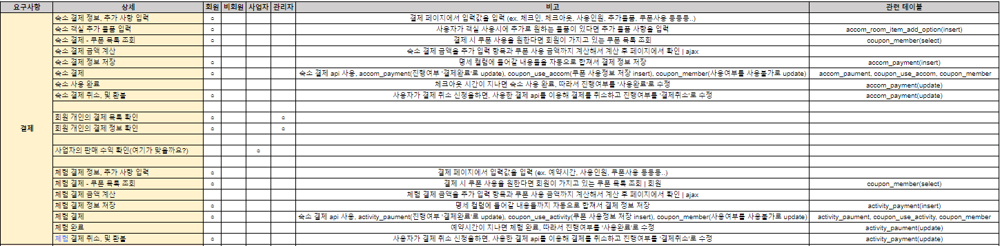 요구사항 상세 회원 비회원 사업자 관리자 비고 관련 테이블
결제
숙소 결제 정보, 추가 사항 입력 ○ 결제 페이지에서 입력값을 입력 (ex. 체크인, 체크아웃, 사용인원, 추가물품, 쿠폰사용 등등등..)
숙소 객실 추가 물품 입력 ○ 사용자가 객실 사용시에 추가로 원하는 물품이 있다면 추가 물품 사항을 입력 accom_room_item_add_option(insert)
숙소 결제 - 쿠폰 목록 조회 ○ 결제 시 쿠폰 사용을 원한다면 회원이 가지고 있는 쿠폰 목록 조회 coupon_member(select)
숙소 결제 금액 계산 숙소 결제 금액을 추가 입력 항목과 쿠폰 사용 금액까지 계산해서 계산 후 페이지에서 확인 | ajax
숙소 결제 정보 저장 ○ 명세 컬럼에 들어갈 내용들을 자동으로 합쳐서 결제 정보 저장 accom_payment(insert)
숙소 결제 ○ 숙소 결제 api 사용, accom_payment(진행여부 '결제완료'로 update), coupon_use_accom(쿠폰 사용정보 저장 insert), coupon_member(사용여부를 사용불가로 update) accom_paument, coupon_use_accom, coupon_member
숙소 사용 완료 체크아웃 시간이 지나면 숙소 사용 완료, 따라서 진행여부를 '사용완료'로 수정 accom_payment(update)
숙소 결제 취소, 및 환불 ○ 사용자가 결제 취소 신청을하면, 사용한 결제 api를 이용해 결제를 취소하고 진행여부를 '결제취소'로 수정 accom_payment(update)
회원 개인의 결제 목록 확인 ○ ○
회원 개인의 결제 정보 확인 ○ ○
사업자의 판매 수익 확인(여기가 맞을까요?) ○
체험 결제 정보, 추가 사항 입력 ○ 결제 페이지에서 입력값을 입력 (ex. 예약시간, 사용인원, 쿠폰사용 등등등..)
체험 결제 - 쿠폰 목록 조회 ○ 결제 시 쿠폰 사용을 원한다면 회원이 가지고 있는 쿠폰 목록 조회 | 회원 coupon_member(select)
체험 결제 금액 계산 체험 결제 금액을 추가 입력 항목과 쿠폰 사용 금액까지 계산해서 계산 후 페이지에서 확인 | ajax
체험 결제 정보 저장 ○ 명세 컬럼에 들어갈 내용들까지 자동으로 합쳐서 결제 정보 저장 activity_payment(insert)
체험 결제 ○ 숙소 결제 api 사용, activity_paument(진행여부 '결제완료'로 update), coupon_use_activity(쿠폰 사용정보 저장 insert), coupon_member(사용여부를 사용불가로 update) activity_paument, coupon_use_activity, coupon_member
체험 완료 예약시간이 지나면 체험 완료, 따라서 진행여부를 '사용완료'로 수정 activity_payment(update)
체험 결제 취소, 및 환불 ○ 사용자가 결제 취소 신청을하면, 사용한 결제 api를 이용해 결제를 취소하고 진행여부를 '결제취소'로 수정 activity_payment(update)